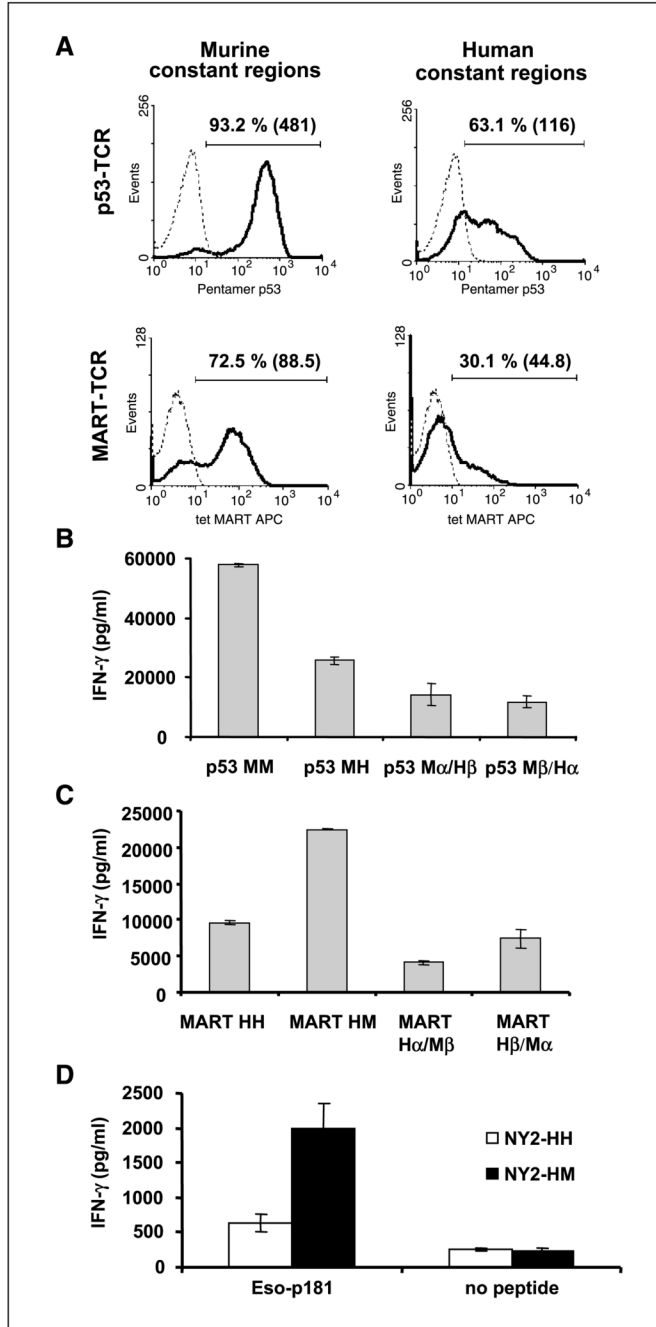 A
Murine
constant regions
Human
constant regions
p53-TCR
256
Events
0
93.2 % (481)
10^0 10^1 10^2 10^3 10^4
Pentamer p53
256
Events
0
63.1 % (116)
10^0 10^1 10^2 10^3 10^4
Pentamer p53
MART-TCR
128
Events
0
72.5 % (88.5)
10^0 10^1 10^2 10^3 10^4
tet MART APC
128
Events
0
30.1 % (44.8)
10^0 10^1 10^2 10^3 10^4
tet MART APC
B
IFN-γ (pg/ml)
60000
40000
20000
0
p53 MM p53 MH p53 Mα/Hβ p53 Mβ/Hα
C
IFN-γ (pg/ml)
25000
20000
15000
10000
5000
0
MART HH MART HM MART MART
Hα/Mβ Hβ/Mα
D
IFN-γ (pg/ml)
2500
2000
1500
1000
500
0
NY2-HH
NY2-HM
Eso-p181 no peptide